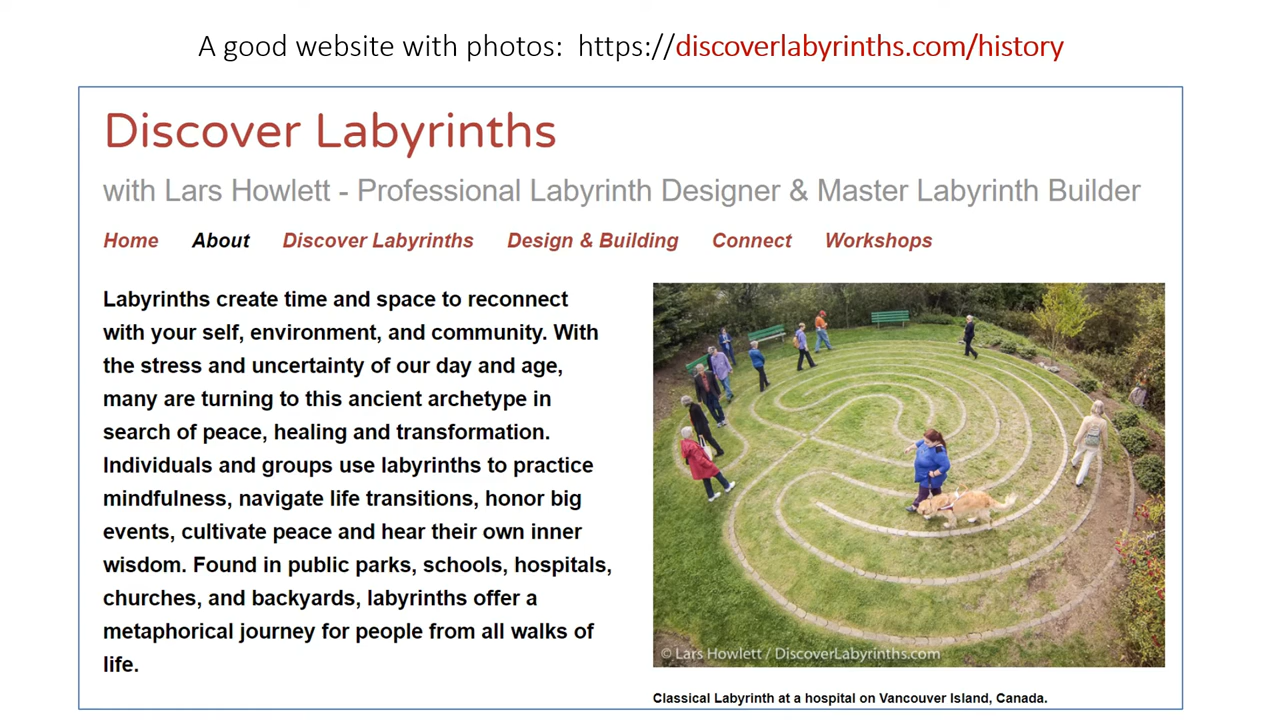 A good website with photos: https://discoverlabyrinths.com/history
Discover Labyrinths
with Lars Howlett - Professional Labyrinth Designer & Master Labyrinth Builder
Home About Discover Labyrinths Design & Building Connect Workshops
Labyrinths create time and space to reconnect
with your self, environment, and community. With
the stress and uncertainty of our day and age,
many are turning to this ancient archetype in
search of peace, healing and transformation.
Individuals and groups use labyrinths to practice
mindfulness, navigate life transitions, honor big
events, cultivate peace and hear their own inner
wisdom. Found in public parks, schools, hospitals,
churches, and backyards, labyrinths offer a
metaphorical journey for people from all walks of
life.
© Lars Howlett / DiscoverLabyrinths.com
Classical Labyrinth at a hospital on Vancouver Island, Canada.